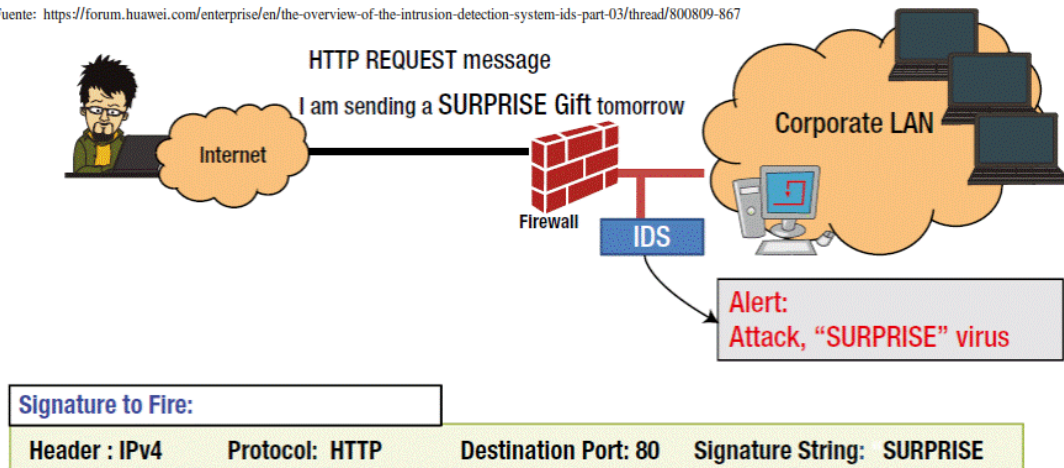 uente: https://forum.huawei.com/enterprise/en/the-overview-of-the-intrusion-detection-system-ids-part-03/thread/800809-867
HTTP REQUEST message
I am sending a SURPRISE Gift tomorrow
Corporate LAN
Internet
Firewall
IDS
Alert:
Attack, “SURPRISE” virus
Signature to Fire:
Header : IPv4 Protocol: HTTP Destination Port: 80 Signature String: SURPRISE